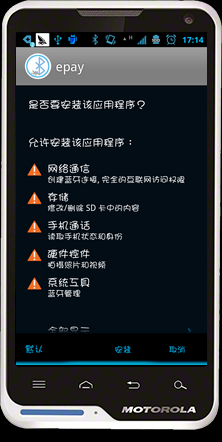 17:14
epay
是否要安装该应用程序？
允许安装该应用程序：
网络通信
创建蓝牙连接, 完全的互联网访问权限
存储
修改/删除 SD 卡中的内容
手机通话
读取手机状态和身份
硬件控件
拍摄照片和视频
系统工具
蓝牙管理
全部显示
默认
安装
取消
MOTOROLA